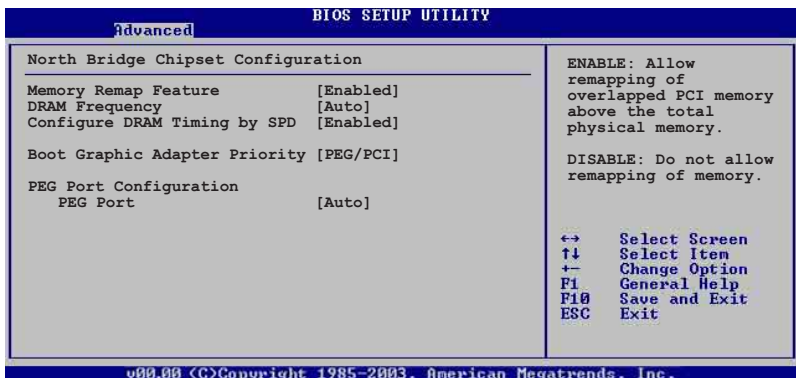 BIOS SETUP UTILITY
Advanced
North Bridge Chipset Configuration
Memory Remap Feature [Enabled]
DRAM Frequency [Auto]
Configure DRAM Timing by SPD [Enabled]
Boot Graphic Adapter Priority [PEG/PCI]
PEG Port Configuration
PEG Port [Auto]
ENABLE: Allow
remapping of
overlapped PCI memory
above the total
physical memory.
DISABLE: Do not allow
remapping of memory.
↔ Select Screen
↑↓ Select Item
+- Change Option
F1 General Help
F10 Save and Exit
ESC Exit
v00.00 (C)Copyright 1985-2003, American Megatrends, Inc.